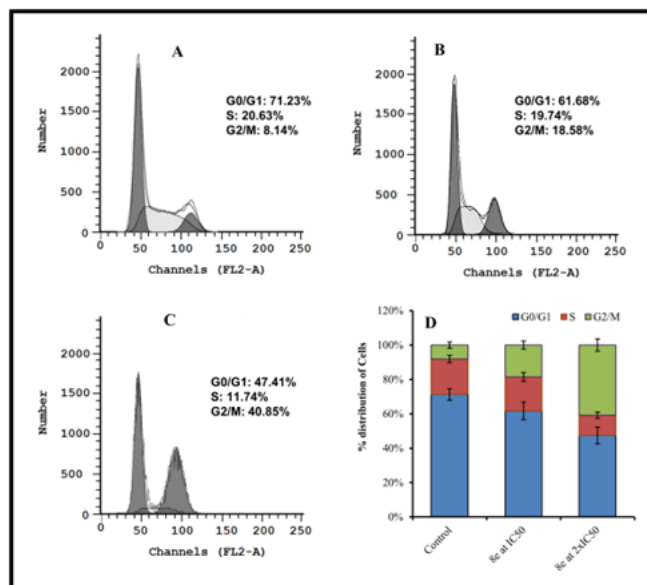 A
G0/G1: 71.23%
S: 20.63%
G2/M: 8.14%
Number
2000
1500
1000
500
0
0 50 100 150 200 250
Channels (FL2-A)
B
G0/G1: 61.68%
S: 19.74%
G2/M: 18.58%
Number
2000
1500
1000
500
0
0 50 100 150 200 250
Channels (FL2-A)
C
G0/G1: 47.41%
S: 11.74%
G2/M: 40.85%
Number
2000
1500
1000
500
0
0 50 100 150 200 250
Channels (FL2-A)
D
G0/G1 S G2/M
% distribution of Cells
120%
100%
80%
60%
40%
20%
0%
Control
8e at IC50
8e at 2xIC50